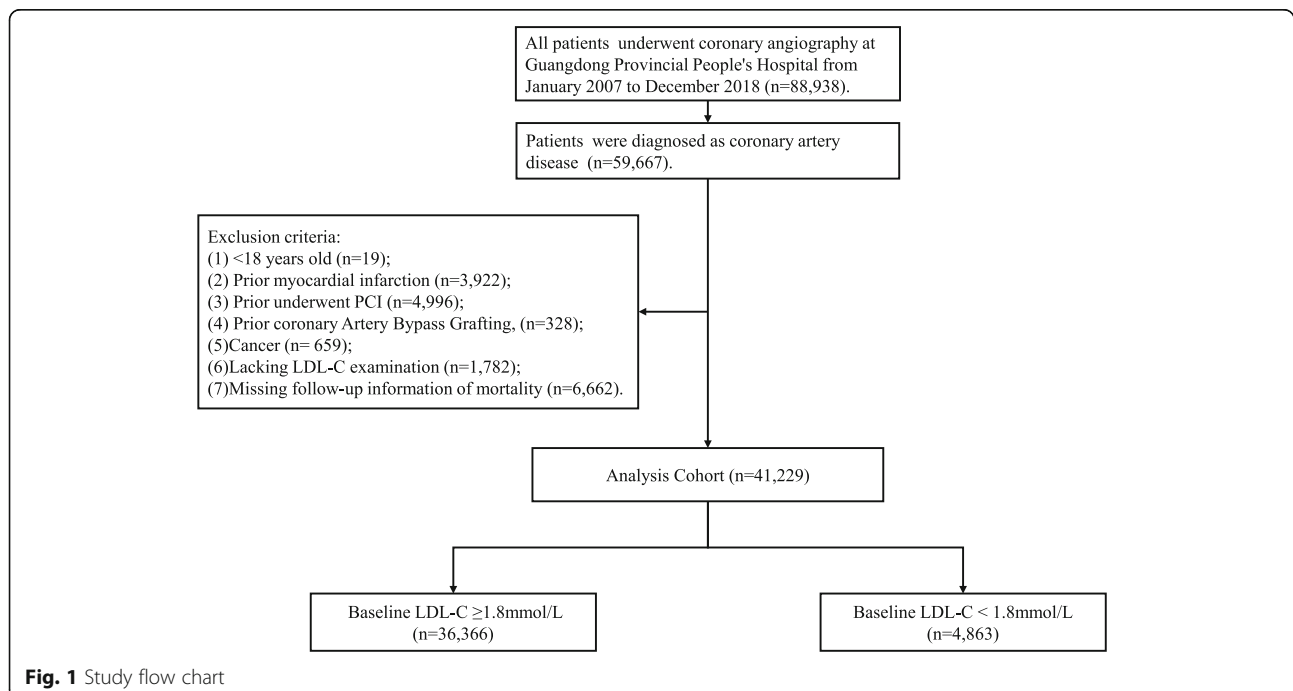 All patients underwent coronary angiography at
Guangdong Provincial People's Hospital from
January 2007 to December 2018 (n=88,938).
Patients were diagnosed as coronary artery
disease (n=59,667).
Exclusion criteria:
(1) <18 years old (n=19);
(2) Prior myocardial infarction (n=3,922);
(3) Prior underwent PCI (n=4,996);
(4) Prior coronary Artery Bypass Grafting, (n=328);
(5)Cancer (n= 659);
(6)Lacking LDL-C examination (n=1,782);
(7)Missing follow-up information of mortality (n=6,662).
Analysis Cohort (n=41,229)
Baseline LDL-C ≥1.8mmol/L
(n=36,366)
Baseline LDL-C < 1.8mmol/L
(n=4,863)
Fig. 1 Study flow chart